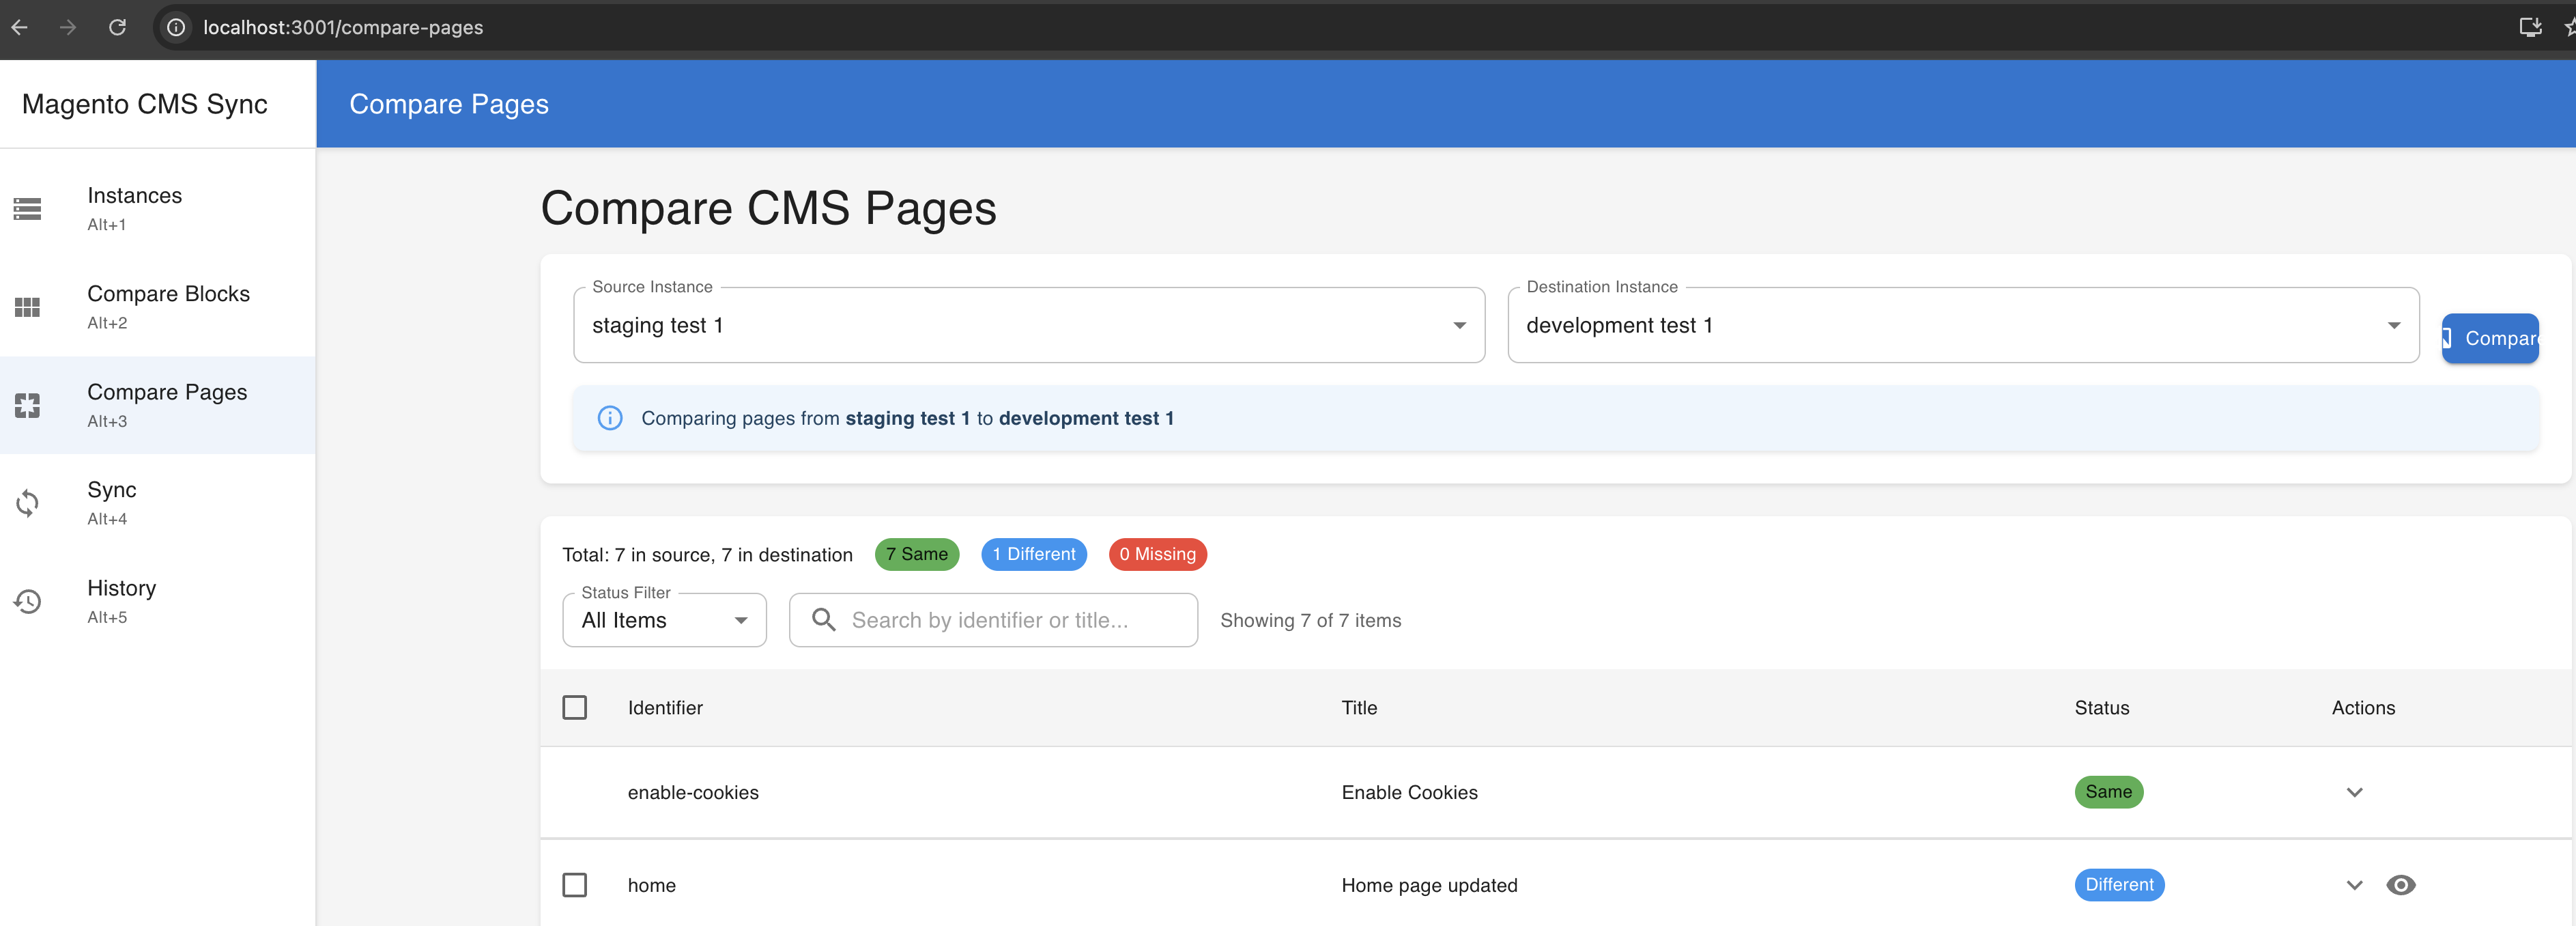 localhost:3001/compare-pages
Magento CMS Sync
Compare Pages
Instances
Alt+1
Compare Blocks
Alt+2
Compare Pages
Alt+3
Sync
Alt+4
History
Alt+5
Compare CMS Pages
Source Instance
staging test 1
Destination Instance
development test 1
Compar
Comparing pages from staging test 1 to development test 1
Total: 7 in source, 7 in destination 7 Same 1 Different 0 Missing
Status Filter
All Items Search by identifier or title... Showing 7 of 7 items
Identifier Title Status Actions
enable-cookies Enable Cookies Same
home Home page updated Different